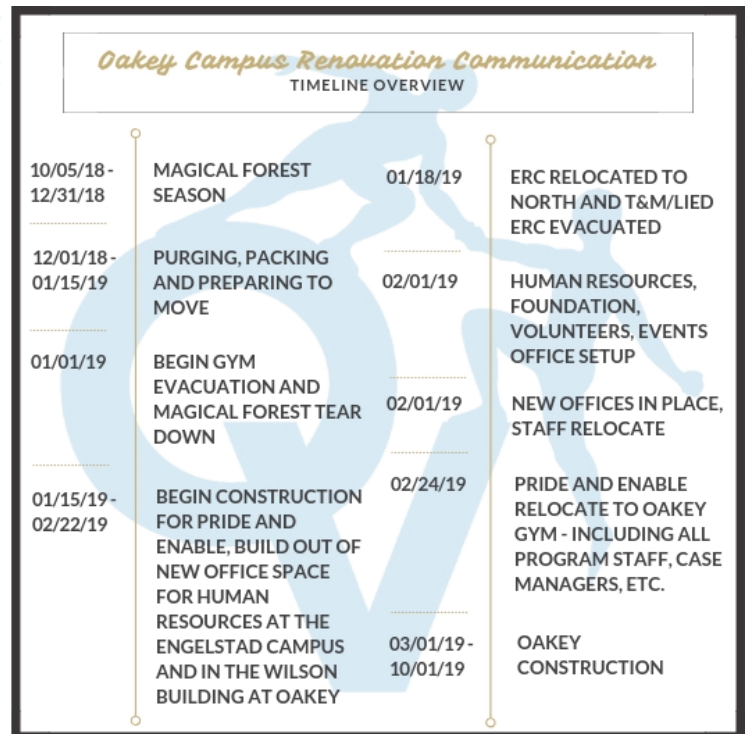 Oakey Campus Renovation Communication
TIMELINE OVERVIEW
10/05/18 -
12/31/18
MAGICAL FOREST
SEASON
12/01/18 -
01/15/19
PURGING, PACKING
AND PREPARING TO
MOVE
01/01/19
BEGIN GYM
EVACUATION AND
MAGICAL FOREST TEAR
DOWN
01/15/19 -
02/22/19
BEGIN CONSTRUCTION
FOR PRIDE AND
ENABLE, BUILD OUT OF
NEW OFFICE SPACE
FOR HUMAN
RESOURCES AT THE
ENGELSTAD CAMPUS
AND IN THE WILSON
BUILDING AT OAKEY
01/18/19
ERC RELOCATED TO
NORTH AND T&M/LIED
ERC EVACUATED
02/01/19
HUMAN RESOURCES,
FOUNDATION,
VOLUNTEERS, EVENTS
OFFICE SETUP
02/01/19
NEW OFFICES IN PLACE,
STAFF RELOCATE
02/24/19
PRIDE AND ENABLE
RELOCATE TO OAKEY
GYM - INCLUDING ALL
PROGRAM STAFF, CASE
MANAGERS, ETC.
03/01/19 -
10/01/19
OAKEY
CONSTRUCTION
OV